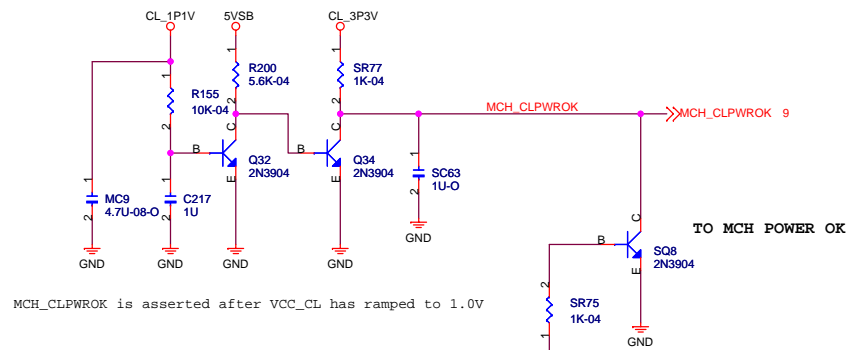 CL_1P1V
5VSB
CL_3P3V
1
R200
5.6K-04
2
1
SR77
1K-04
2
1
R155
10K-04
2
MCH_CLPWROK
MCH_CLPWROK 9
B
C
E
Q32
2N3904
B
C
E
Q34
2N3904
1
SC63
1U-O
2
1
MC9
4.7U-08-O
2
1
C217
1U
2
GND
GND
GND
GND
GND
B
C
E
SQ8
2N3904
TO MCH POWER OK
MCH_CLPWROK is asserted after VCC_CL has ramped to 1.0V
2
SR75
1K-04
1
GND